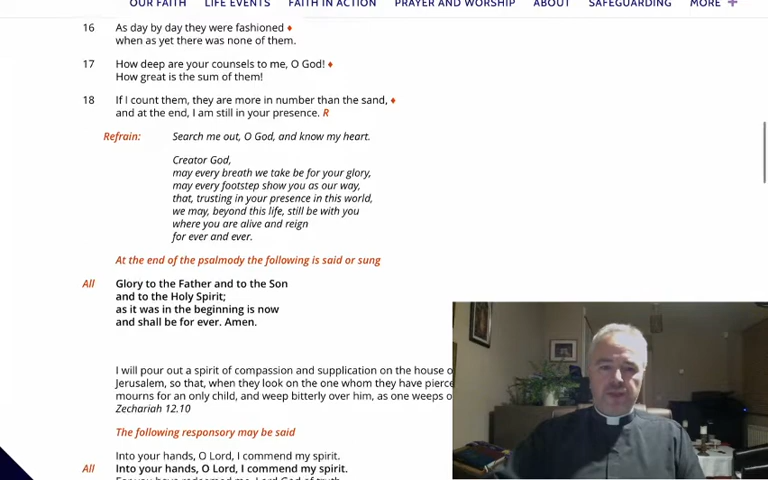 OUR FAITH LIFE EVENTS FAITH IN ACTION PRAYER AND WORSHIP ABOUT SAFEGUARDING MORE +
16 As day by day they were fashioned ♦
when as yet there was none of them.
17 How deep are your counsels to me, O God! ♦
How great is the sum of them!
18 If I count them, they are more in number than the sand, ♦
and at the end, I am still in your presence. R
Refrain: Search me out, O God, and know my heart.
Creator God,
may every breath we take be for your glory,
may every footstep show you as our way,
that, trusting in your presence in this world,
we may, beyond this life, still be with you
where you are alive and reign
for ever and ever.
At the end of the psalmody the following is said or sung
All Glory to the Father and to the Son
and to the Holy Spirit;
as it was in the beginning is now
and shall be for ever. Amen.
I will pour out a spirit of compassion and supplication on the house o
Jerusalem, so that, when they look on the one whom they have pierce
mourns for an only child, and weep bitterly over him, as one weeps o
Zechariah 12.10
The following responsory may be said
Into your hands, O Lord, I commend my spirit.
All Into your hands, O Lord, I commend my spirit.
For you have redeemed me, Lord God of truth.